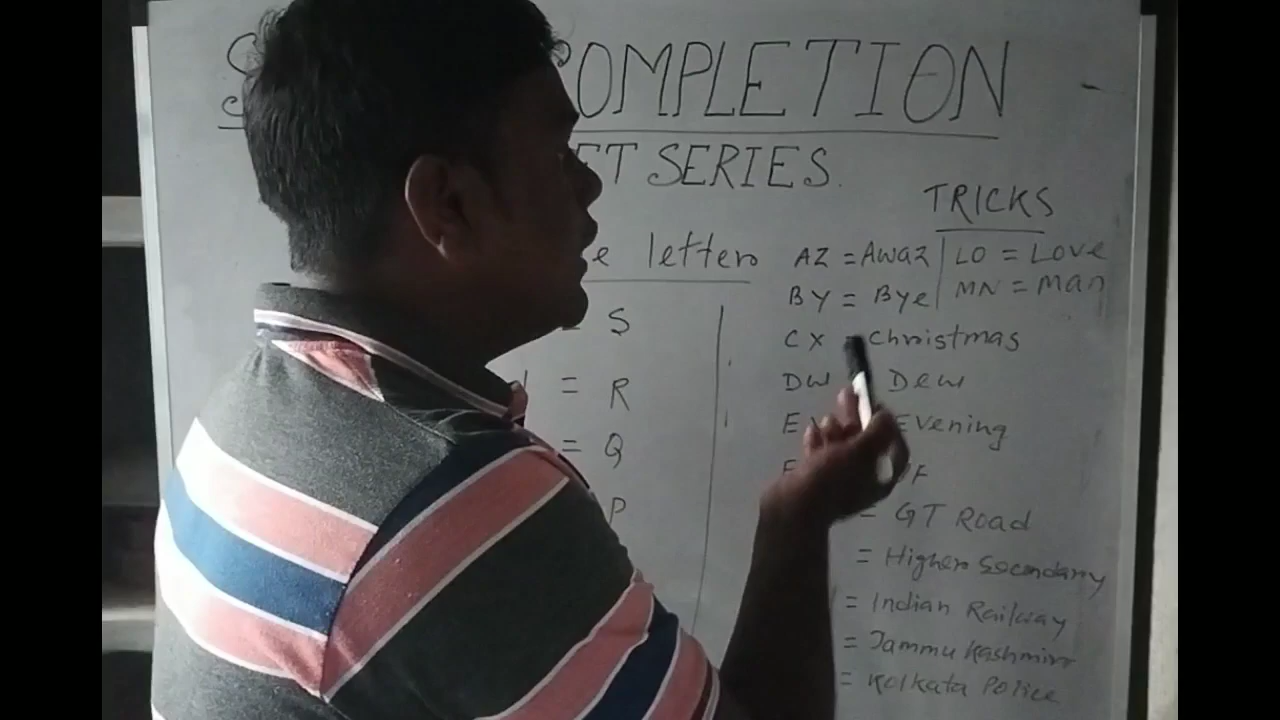 COMPLETION
SERIES.
TRICKS
letter
AZ = Awaz | LO = Love
BY = Bye | MN = Man
= S
CX = Christmas
= R
DW Dew
= Q
Evening
P
= GT Road
= Higher Secondary
= Indian Railway
= Jammu Kashmir
= Kolkata Police